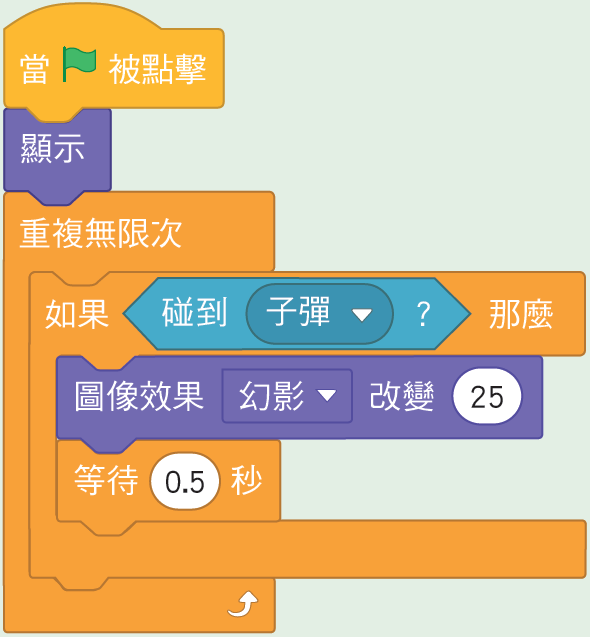 當 被點擊
顯示
重複無限次
如果 碰到 子彈 ? 那麼
圖像效果 幻影 改變 25
等待 0.5 秒